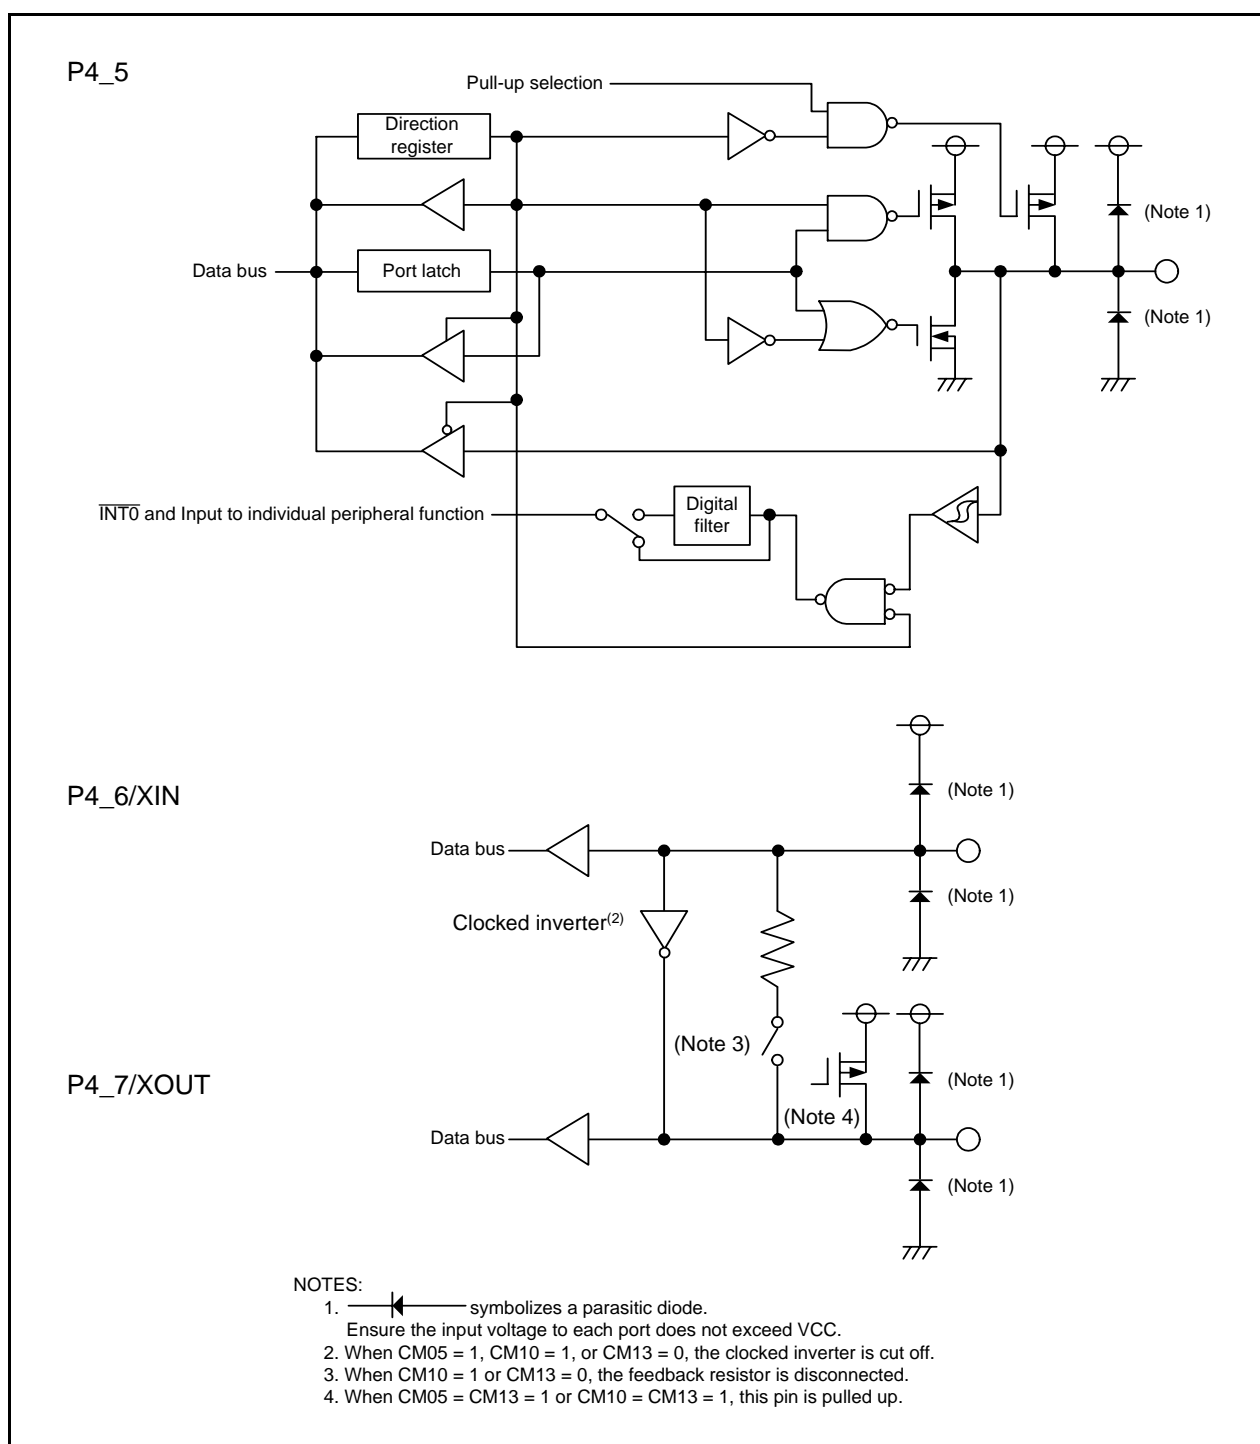 P4_5
Pull-up selection
Direction
register
(Note 1)
Data bus
Port latch
(Note 1)
INT0 and Input to individual peripheral function
Digital
filter
P4_6/XIN
(Note 1)
Data bus
(Note 1)
Clocked inverter(2)
(Note 3)
P4_7/XOUT
(Note 1)
(Note 4)
Data bus
(Note 1)
NOTES:
1. symbolizes a parasitic diode.
Ensure the input voltage to each port does not exceed VCC.
2. When CM05 = 1, CM10 = 1, or CM13 = 0, the clocked inverter is cut off.
3. When CM10 = 1 or CM13 = 0, the feedback resistor is disconnected.
4. When CM05 = CM13 = 1 or CM10 = CM13 = 1, this pin is pulled up.